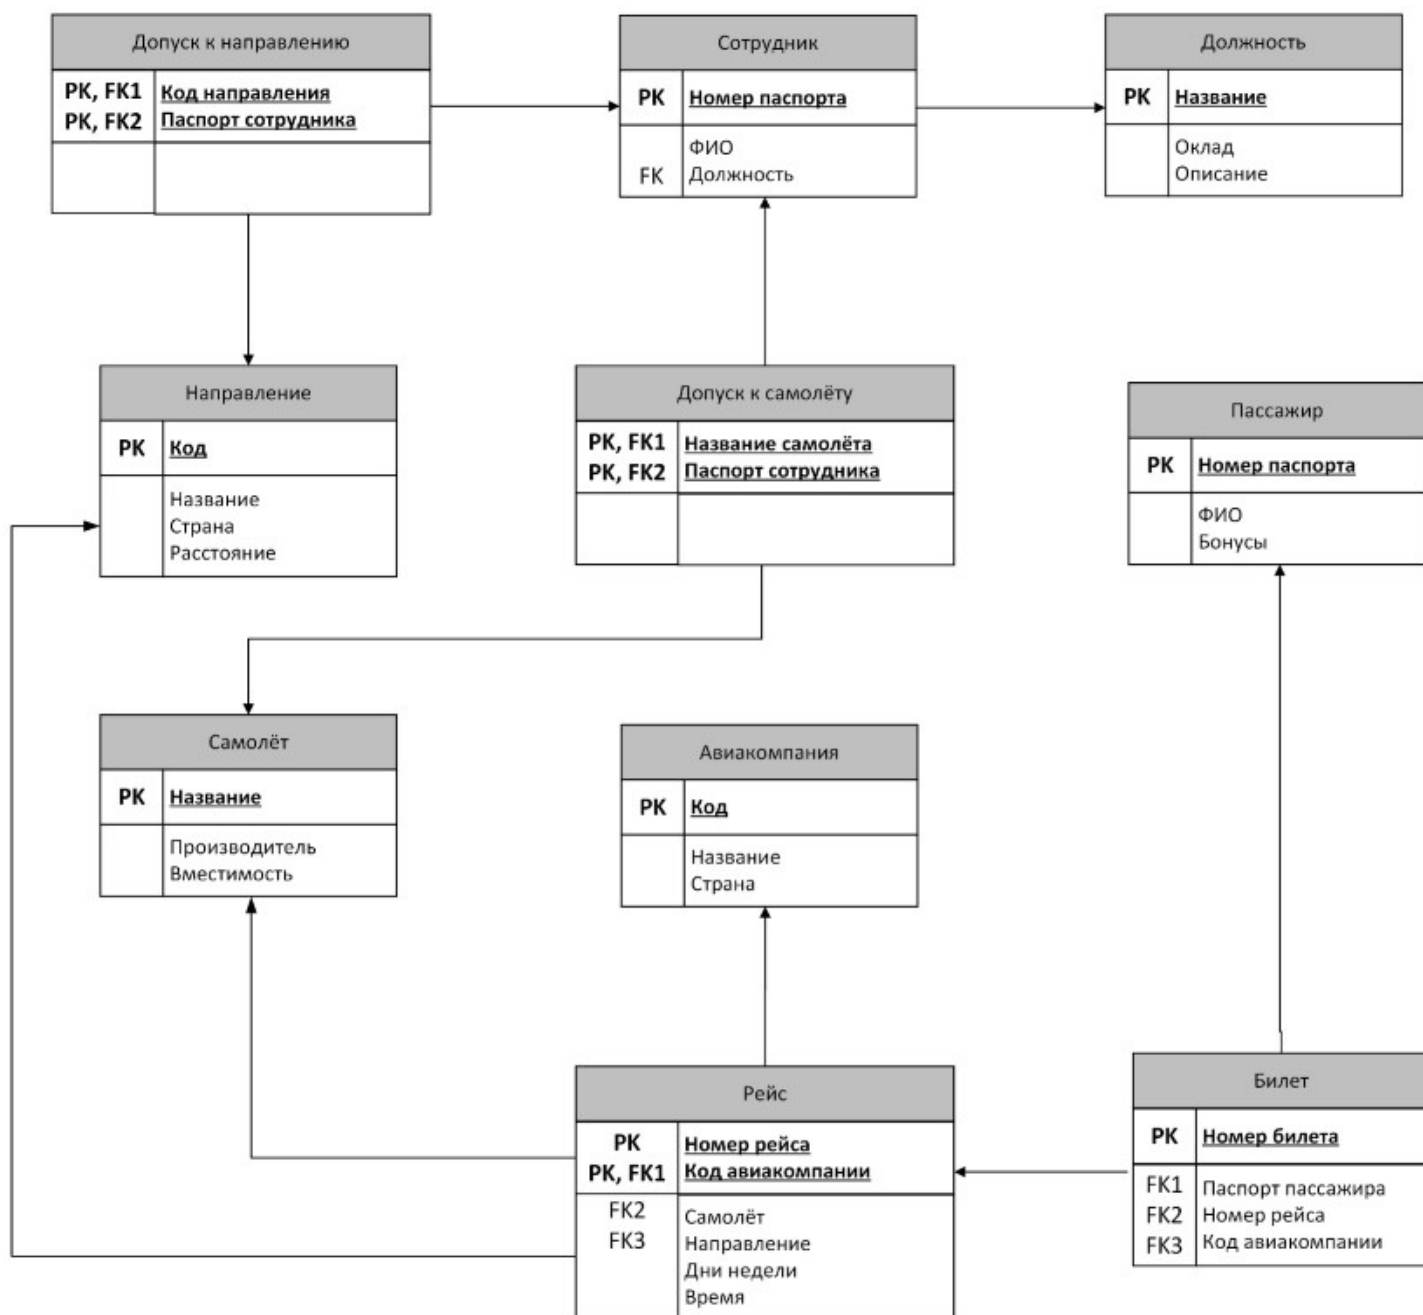 Допуск к направлению
PK, FK1 Код направления
PK, FK2 Паспорт сотрудника
Сотрудник
PK Номер паспорта
ФИО
FK Должность
Должность
PK Название
Оклад
Описание
Направление
PK Код
Название
Страна
Расстояние
Допуск к самолёту
PK, FK1 Название самолёта
PK, FK2 Паспорт сотрудника
Пассажир
PK Номер паспорта
ФИО
Бонусы
Самолёт
PK Название
Производитель
Вместимость
Авиакомпания
PK Код
Название
Страна
Рейс
PK Номер рейса
PK, FK1 Код авиакомпании
FK2 Самолёт
FK3 Направление
Дни недели
Время
Билет
PK Номер билета
FK1 Паспорт пассажира
FK2 Номер рейса
FK3 Код авиакомпании